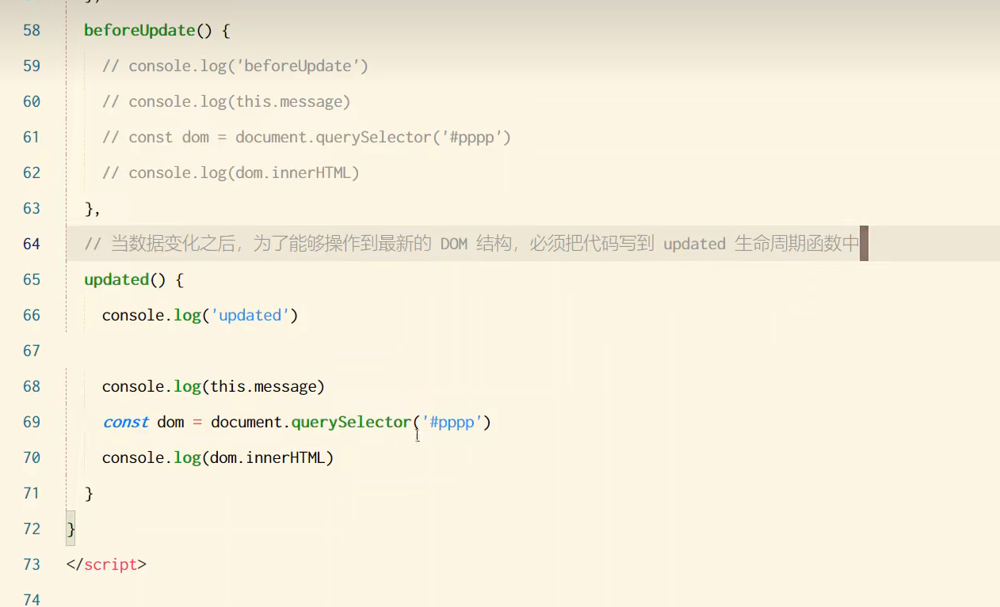 58 beforeUpdate() {
59 // console.log('beforeUpdate')
60 // console.log(this.message)
61 // const dom = document.querySelector('#pppp')
62 // console.log(dom.innerHTML)
63 },
64 // 当数据变化之后，为了能够操作到最新的 DOM 结构，必须把代码写到 updated 生命周期函数中
65 updated() {
66 console.log('updated')
67
68 console.log(this.message)
69 const dom = document.querySelector('#pppp')
70 console.log(dom.innerHTML)
71 }
72 }
73 </script>
74